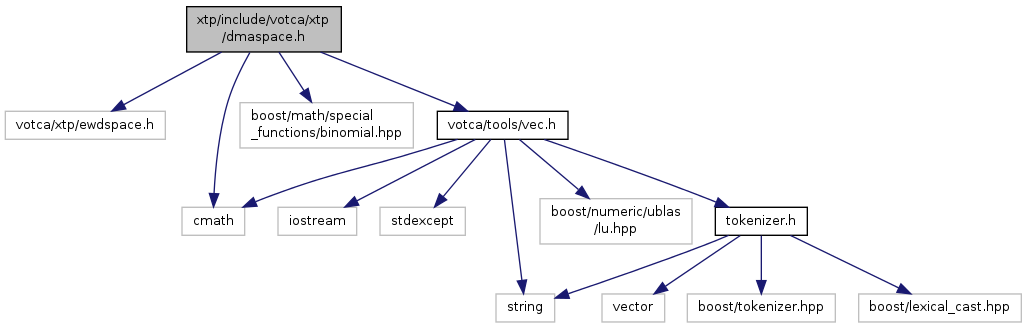 xtp/include/votca/xtp
/dmaspace.h
votca/xtp/ewdspace.h
boost/math/special
_functions/binomial.hpp
votca/tools/vec.h
cmath
iostream
stdexcept
boost/numeric/ublas
/lu.hpp
tokenizer.h
string
vector
boost/tokenizer.hpp
boost/lexical_cast.hpp